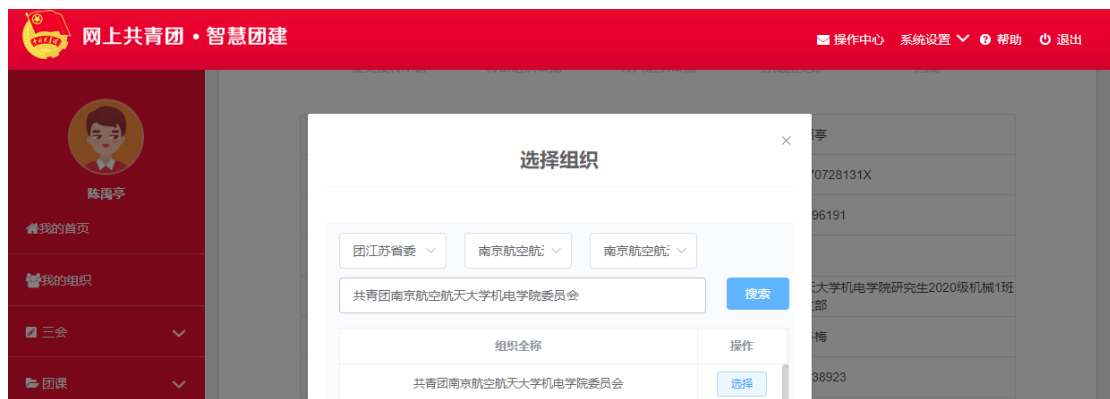 网上共青团·智慧团建
操作中心 系统设置 帮助 退出
陈禹亭
我的首页
我的组织
三会
团课
选择组织
×
团江苏省委 南京航空航 南京航空航
共青团南京航空航天大学机电学院委员会 搜索
组织全称 操作
共青团南京航空航天大学机电学院委员会 选择
亭
70728131X
96191
天大学机电学院研究生2020级机械1班
部
梅
38923